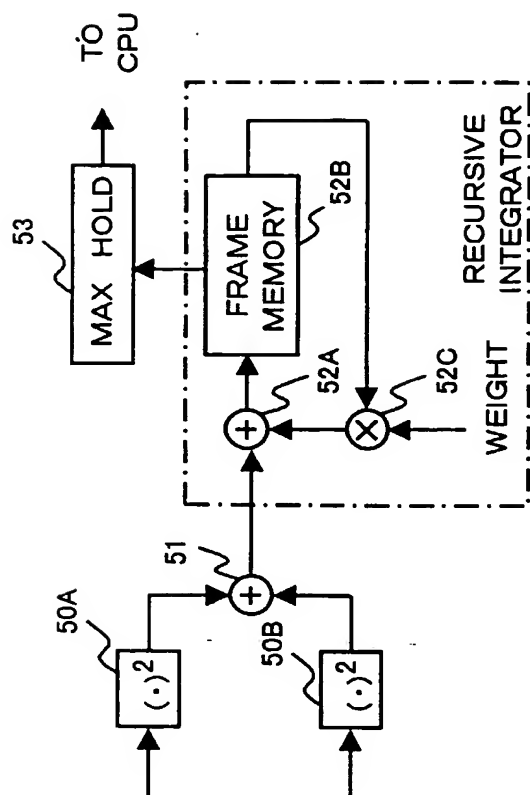 50A
(·)²
50B
(·)²
51
53
MAX HOLD
TO
CPU
FRAME
MEMORY
52B
52A
52C
WEIGHT
RECURSIVE
INTEGRATOR